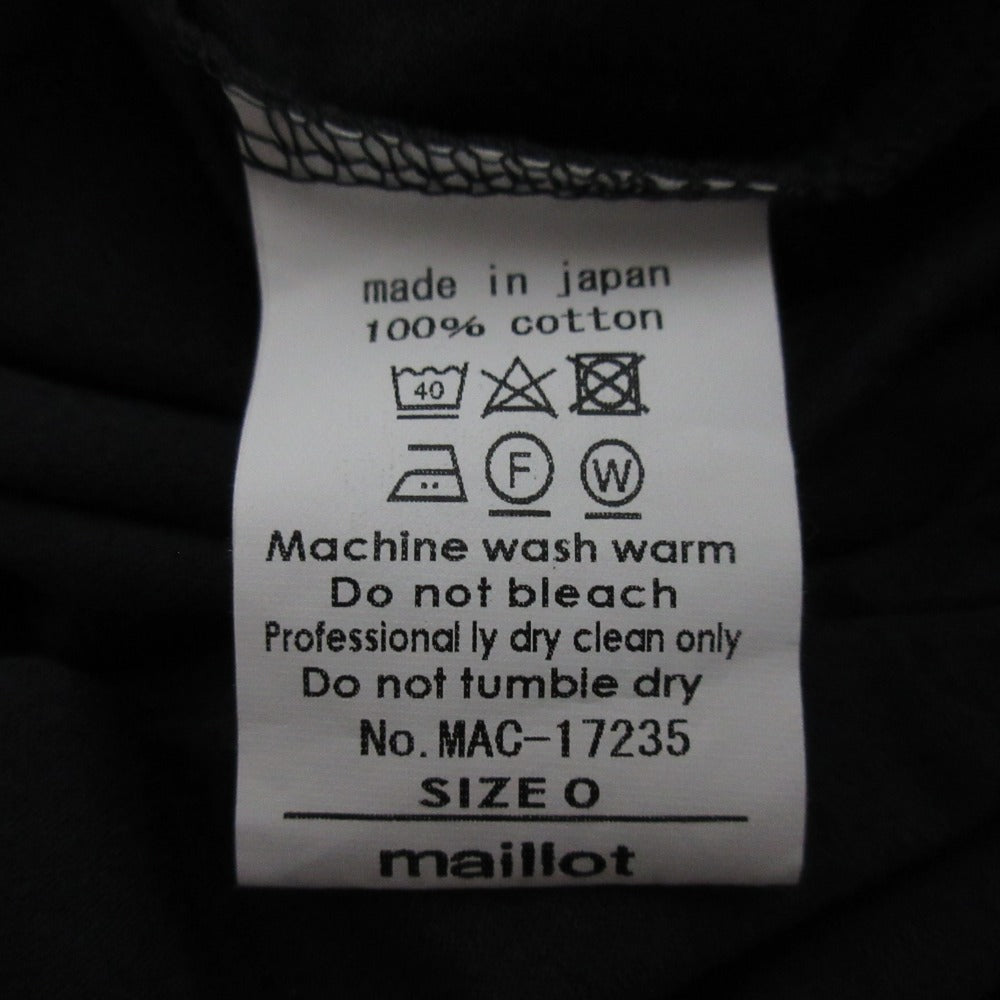 made in japan
100% cotton
40
F W
Machine wash warm
Do not bleach
Professional ly dry clean only
Do not tumble dry
No. MAC-17235
SIZE 0
maillot